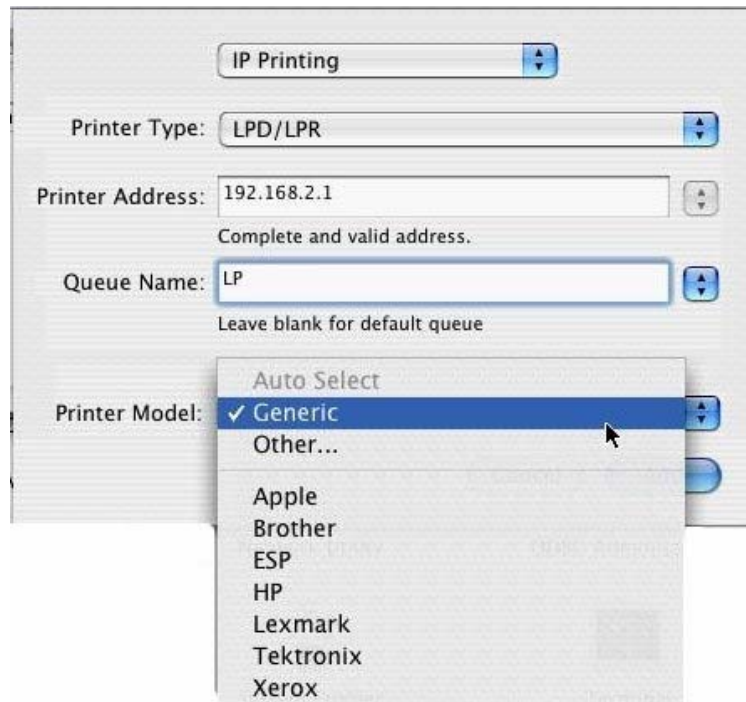 IP Printing
Printer Type: LPD/LPR
Printer Address: 192.168.2.1
Complete and valid address.
Queue Name: LP
Leave blank for default queue
Auto Select
Printer Model: ✓ Generic
Other...
Apple
Brother
ESP
HP
Lexmark
Tektronix
Xerox